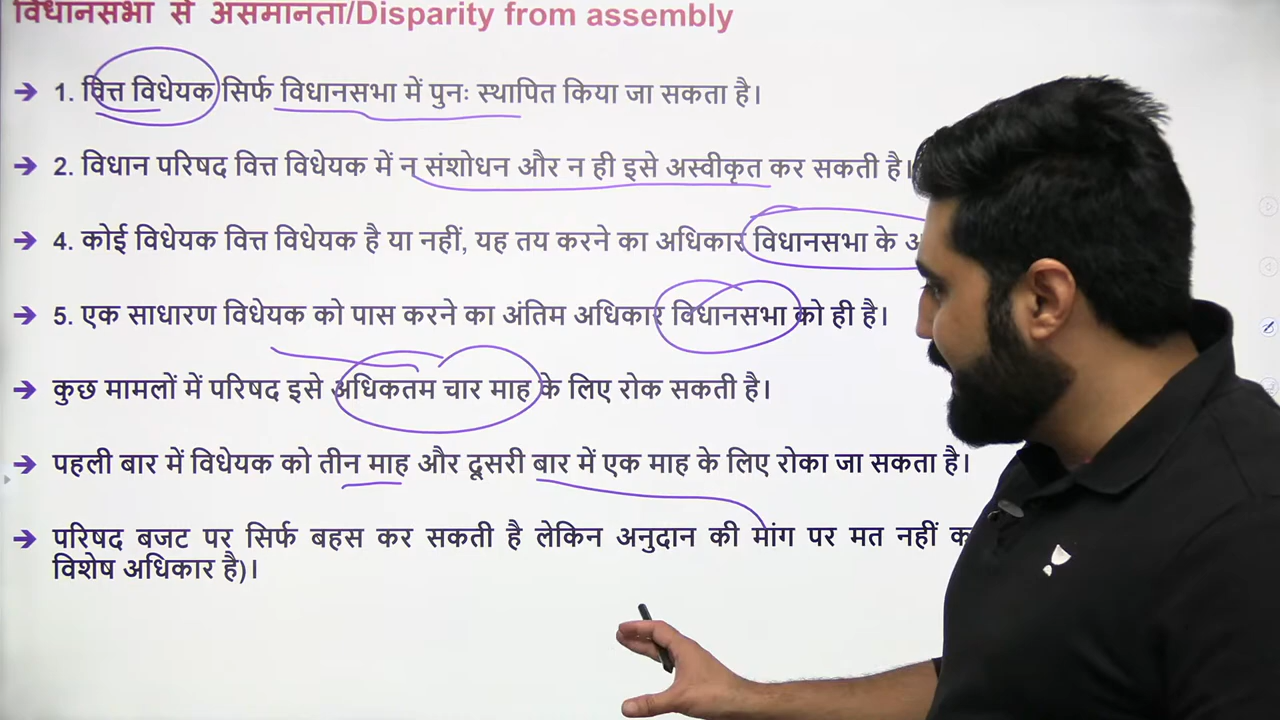 विधानसभा से असमानता/Disparity from assembly
→ 1. वित्त विधेयक सिर्फ विधानसभा में पुनः स्थापित किया जा सकता है।
→ 2. विधान परिषद वित्त विधेयक में न संशोधन और न ही इसे अस्वीकृत कर सकती है।
→ 4. कोई विधेयक वित्त विधेयक है या नहीं, यह तय करने का अधिकार विधानसभा के
→ 5. एक साधारण विधेयक को पास करने का अंतिम अधिकार विधानसभा को ही है।
→ कुछ मामलों में परिषद इसे अधिकतम चार माह के लिए रोक सकती है।
→ पहली बार में विधेयक को तीन माह और दूसरी बार में एक माह के लिए रोका जा सकता है।
→ परिषद बजट पर सिर्फ बहस कर सकती है लेकिन अनुदान की मांग पर मत नहीं
विशेष अधिकार है)।